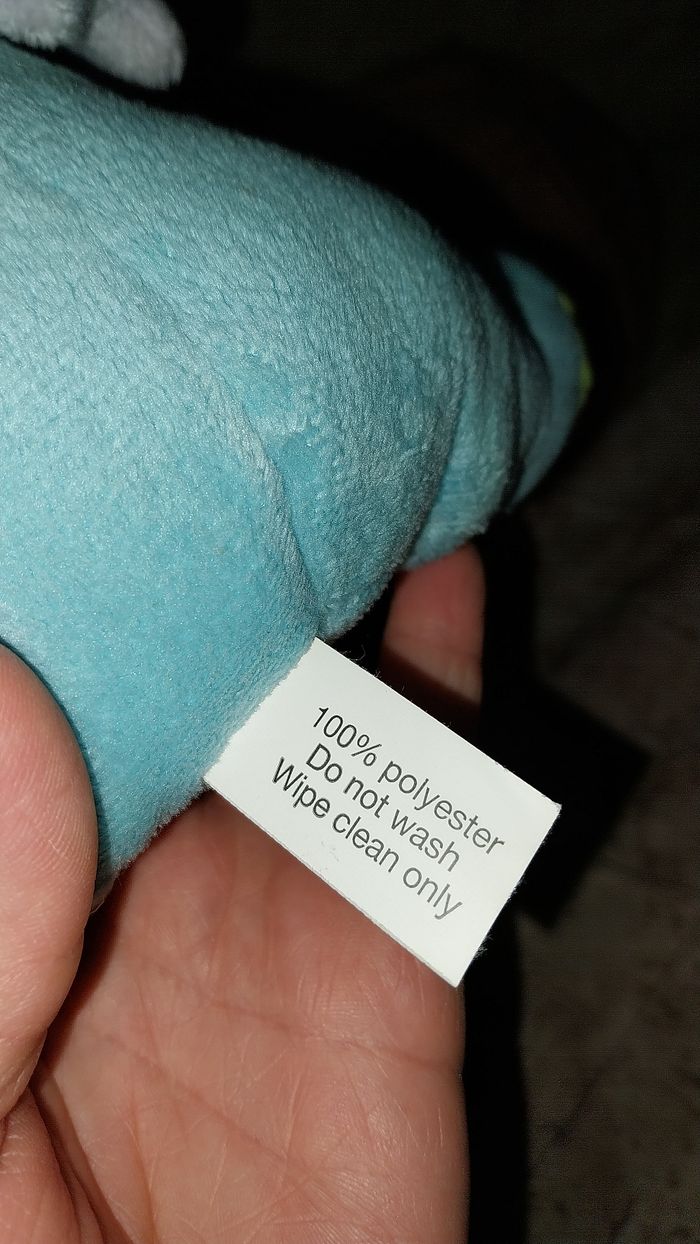 100% polyester
Do not wash
Wipe clean only